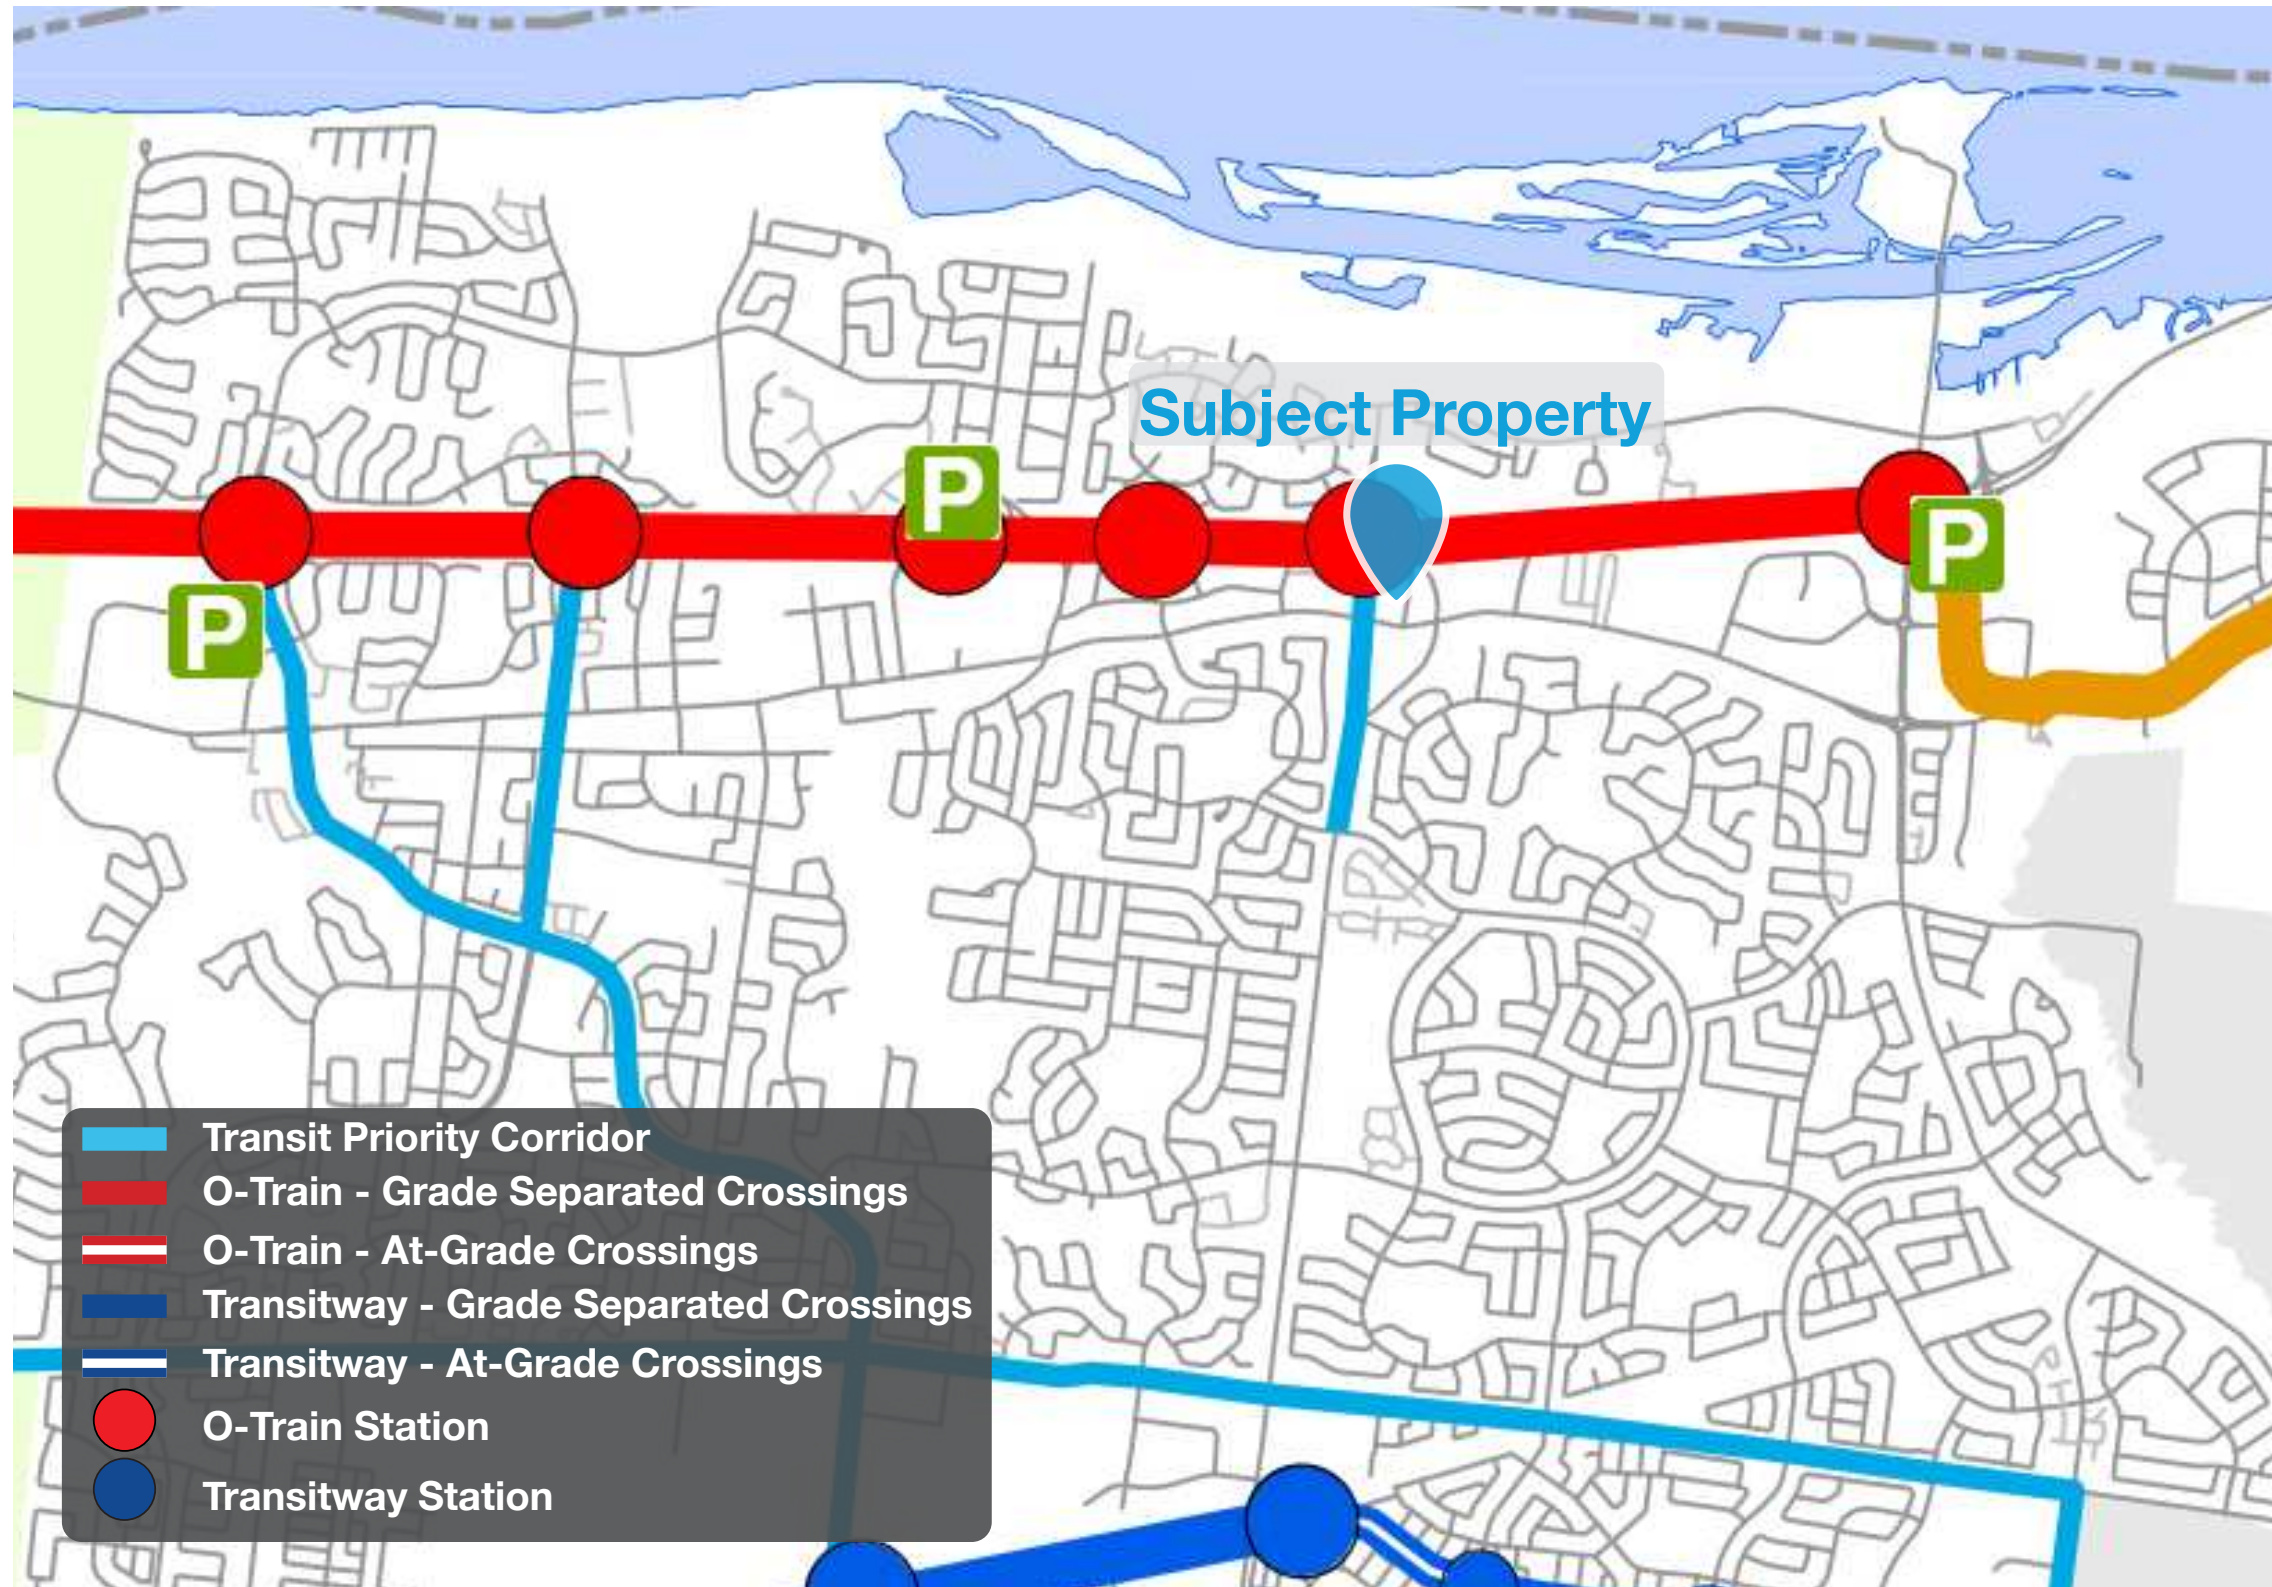 Subject Property
P
P
P
Transit Priority Corridor
O-Train - Grade Separated Crossings
O-Train - At-Grade Crossings
Transitway - Grade Separated Crossings
Transitway - At-Grade Crossings
O-Train Station
Transitway Station